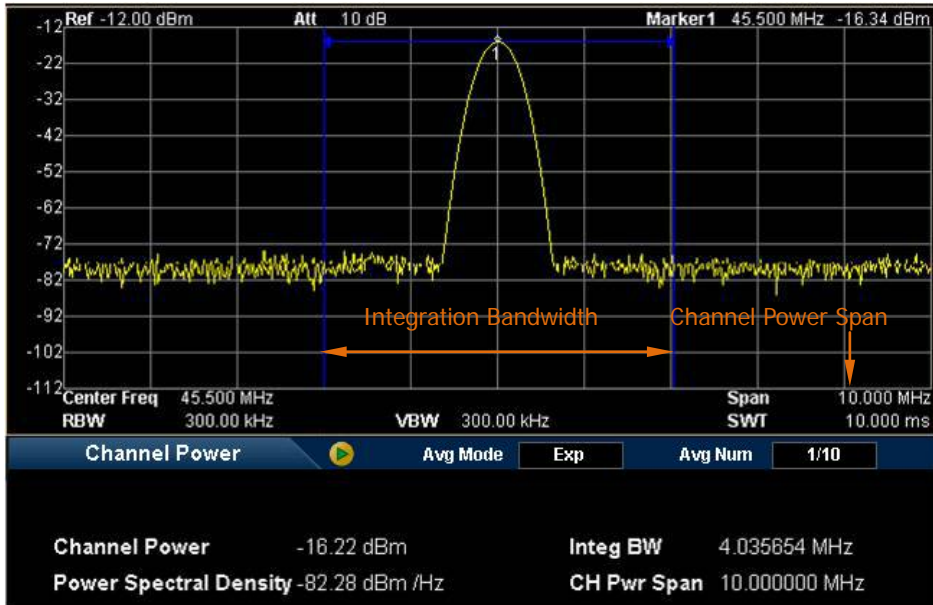 Ref -12.00 dBm Att 10 dB Marker1 45.500 MHz -16.34 dBm
-12
1
-22
-32
-42
-52
-62
-72
-82
-92
Integration Bandwidth Channel Power Span
-102
-112
Center Freq 45.500 MHz Span 10.000 MHz
RBW 300.00 kHz VBW 300.00 kHz SWT 10.000 ms
Channel Power Avg Mode Exp Avg Num 1/10
Channel Power -16.22 dBm Integ BW 4.035654 MHz
Power Spectral Density -82.28 dBm /Hz CH Pwr Span 10.000000 MHz